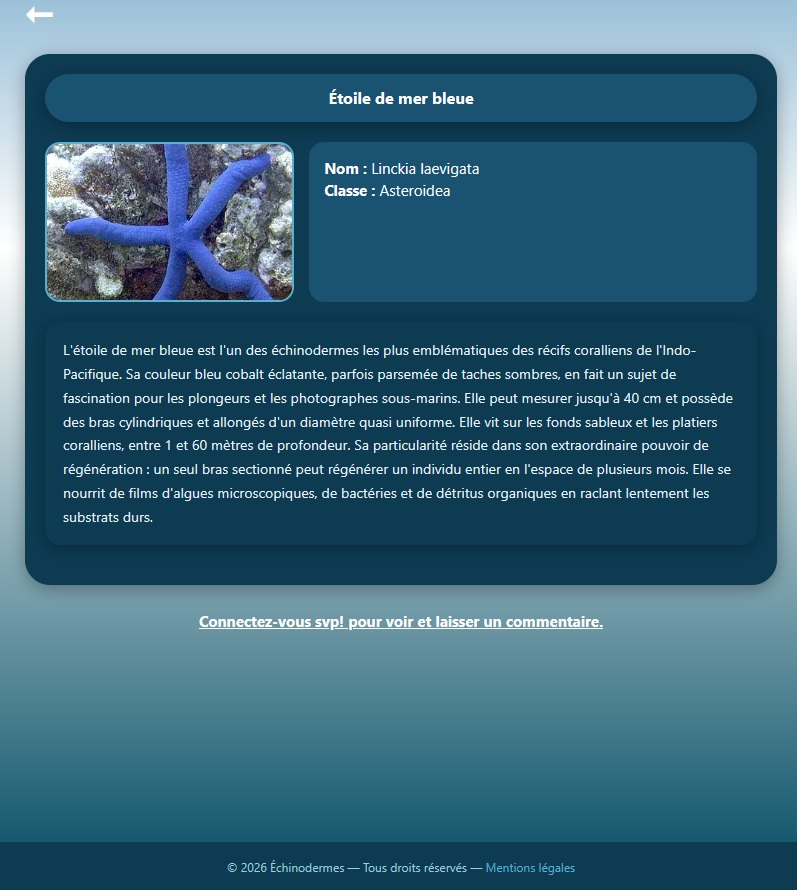 Étoile de mer bleue
Nom : Linckia laevigata
Classe : Asteroidea
L'étoile de mer bleue est l'un des échinodermes les plus emblématiques des récifs coralliens de l'Indo-
Pacifique. Sa couleur bleu cobalt éclatante, parfois parsemée de taches sombres, en fait un sujet de
fascination pour les plongeurs et les photographes sous-marins. Elle peut mesurer jusqu'à 40 cm et possède
des bras cylindriques et allongés d'un diamètre quasi uniforme. Elle vit sur les fonds sableux et les platiers
coralliens, entre 1 et 60 mètres de profondeur. Sa particularité réside dans son extraordinaire pouvoir de
régénération : un seul bras sectionné peut régénérer un individu entier en l'espace de plusieurs mois. Elle se
nourrit de films d'algues microscopiques, de bactéries et de détritus organiques en raclant lentement les
substrats durs.
Connectez-vous svp! pour voir et laisser un commentaire.
© 2026 Échinodermes — Tous droits réservés — Mentions légales